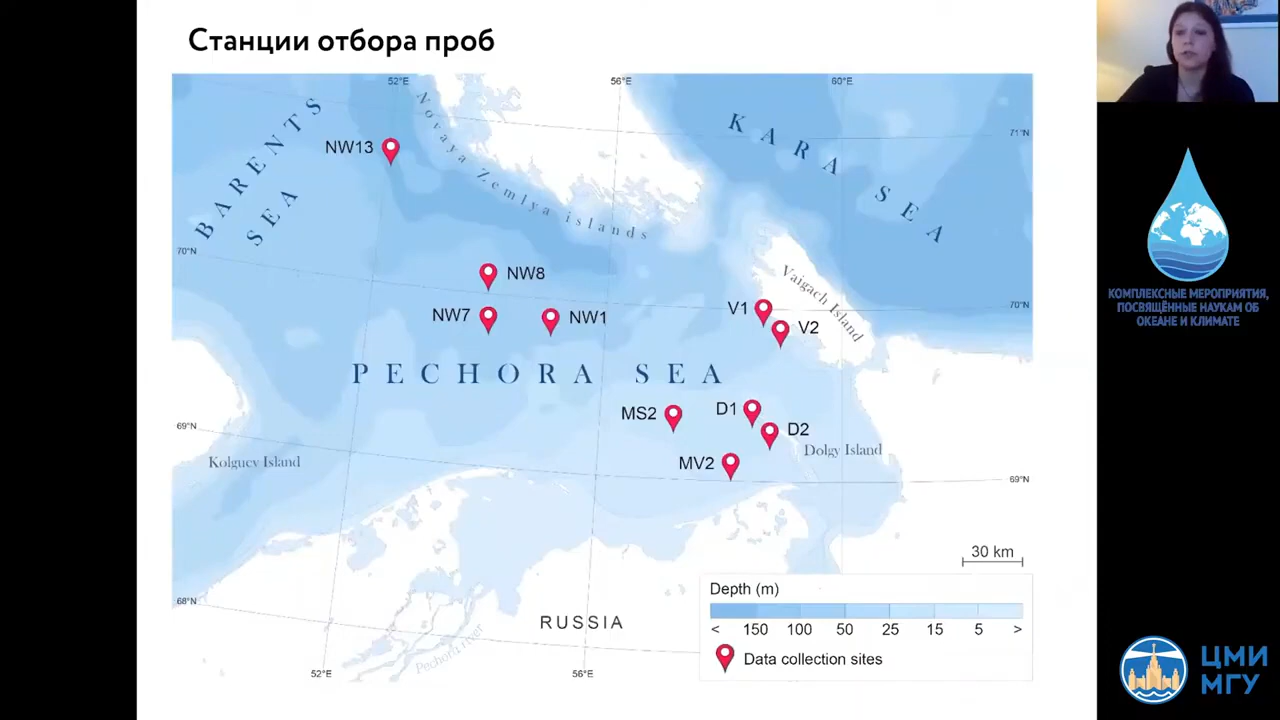 Станции отбора проб
52°E
56°E
60°E
71°N
BARENTS
SEA
Novaya Zemlya islands
KARA SEA
NW13
70°N
NW8
NW7
NW1
Vaigach Island
V1
V2
70°N
PECHORA SEA
MS2
D1
D2
69°N
Kolguev Island
Dolgy Island
MV2
69°N
30 km
68°N
RUSSIA
Pechora river
52°E
56°E
Depth (m)
< 150 100 50 25 15 5 >
Data collection sites
КОМПЛЕКСНЫЕ МЕРОПРИЯТИЯ,
ПОСВЯЩЁННЫЕ НАУКАМ ОБ
ОКЕАНЕ И КЛИМАТЕ
ЦМИ
МГУ